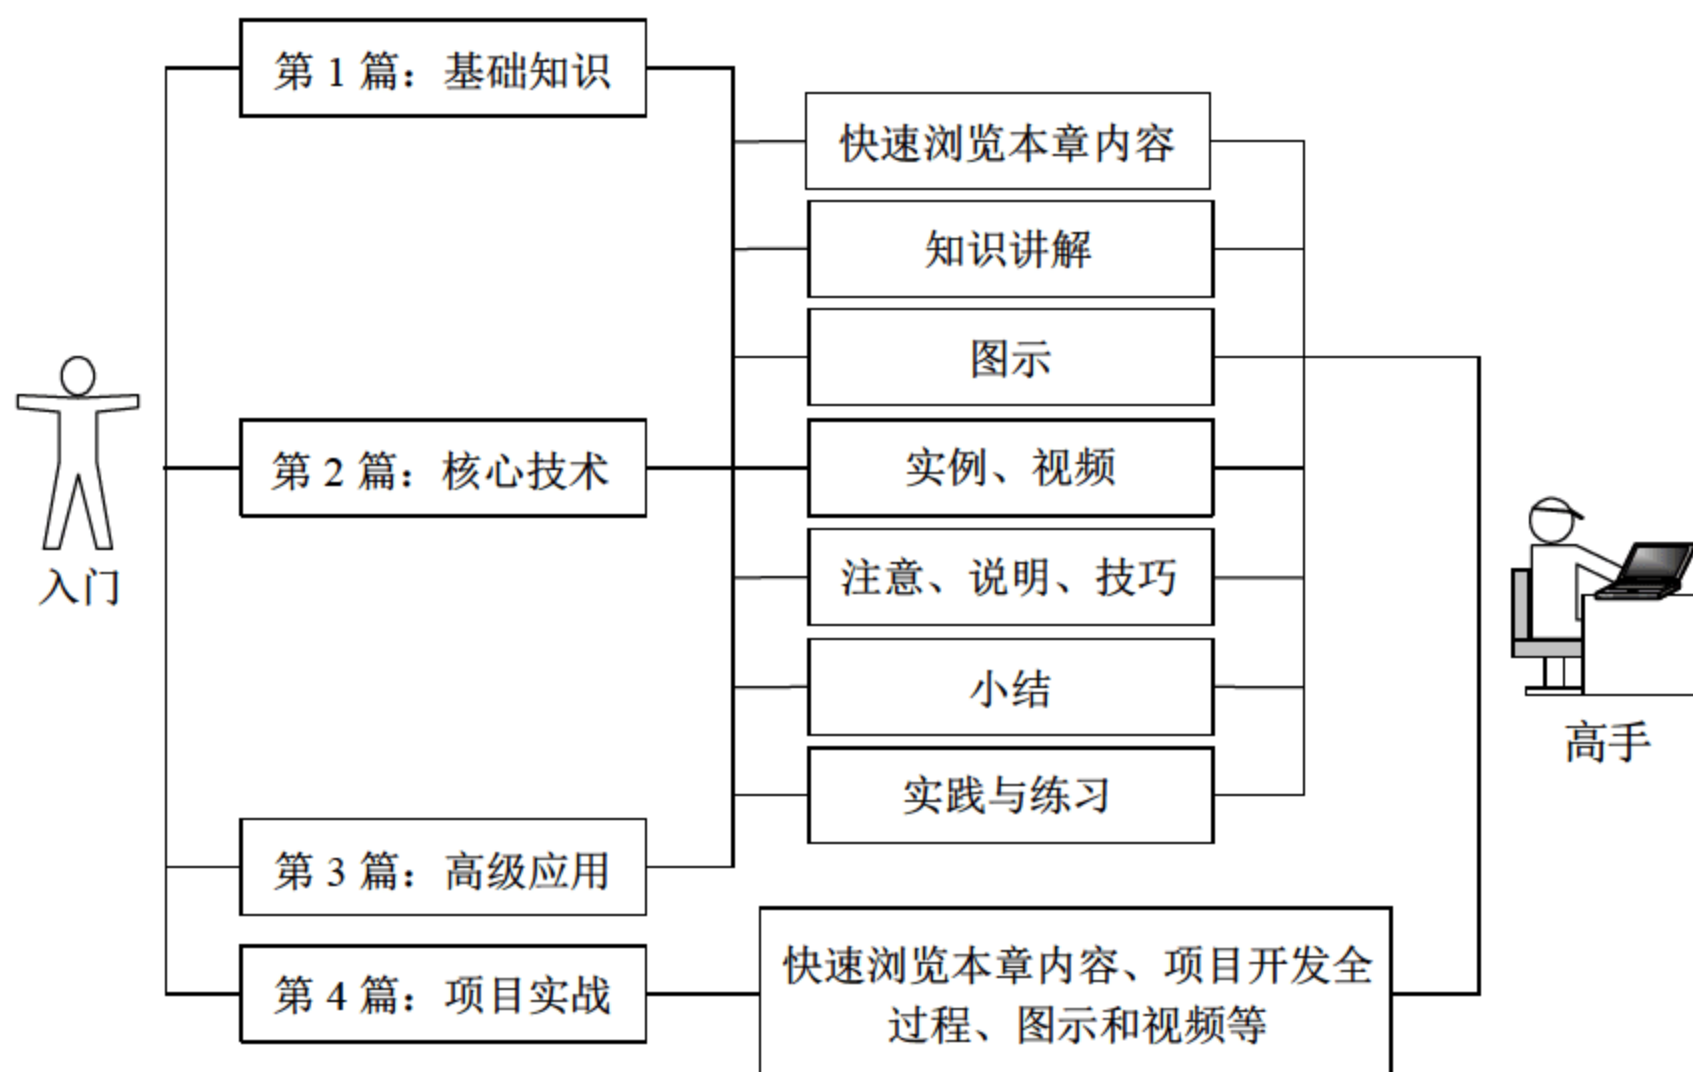 第 1 篇：基础知识
快速浏览本章内容
知识讲解
图示
第 2 篇：核心技术
实例、视频
入门
注意、说明、技巧
小结
高手
实践与练习
第 3 篇：高级应用
第 4 篇：项目实战
快速浏览本章内容、项目开发全
过程、图示和视频等